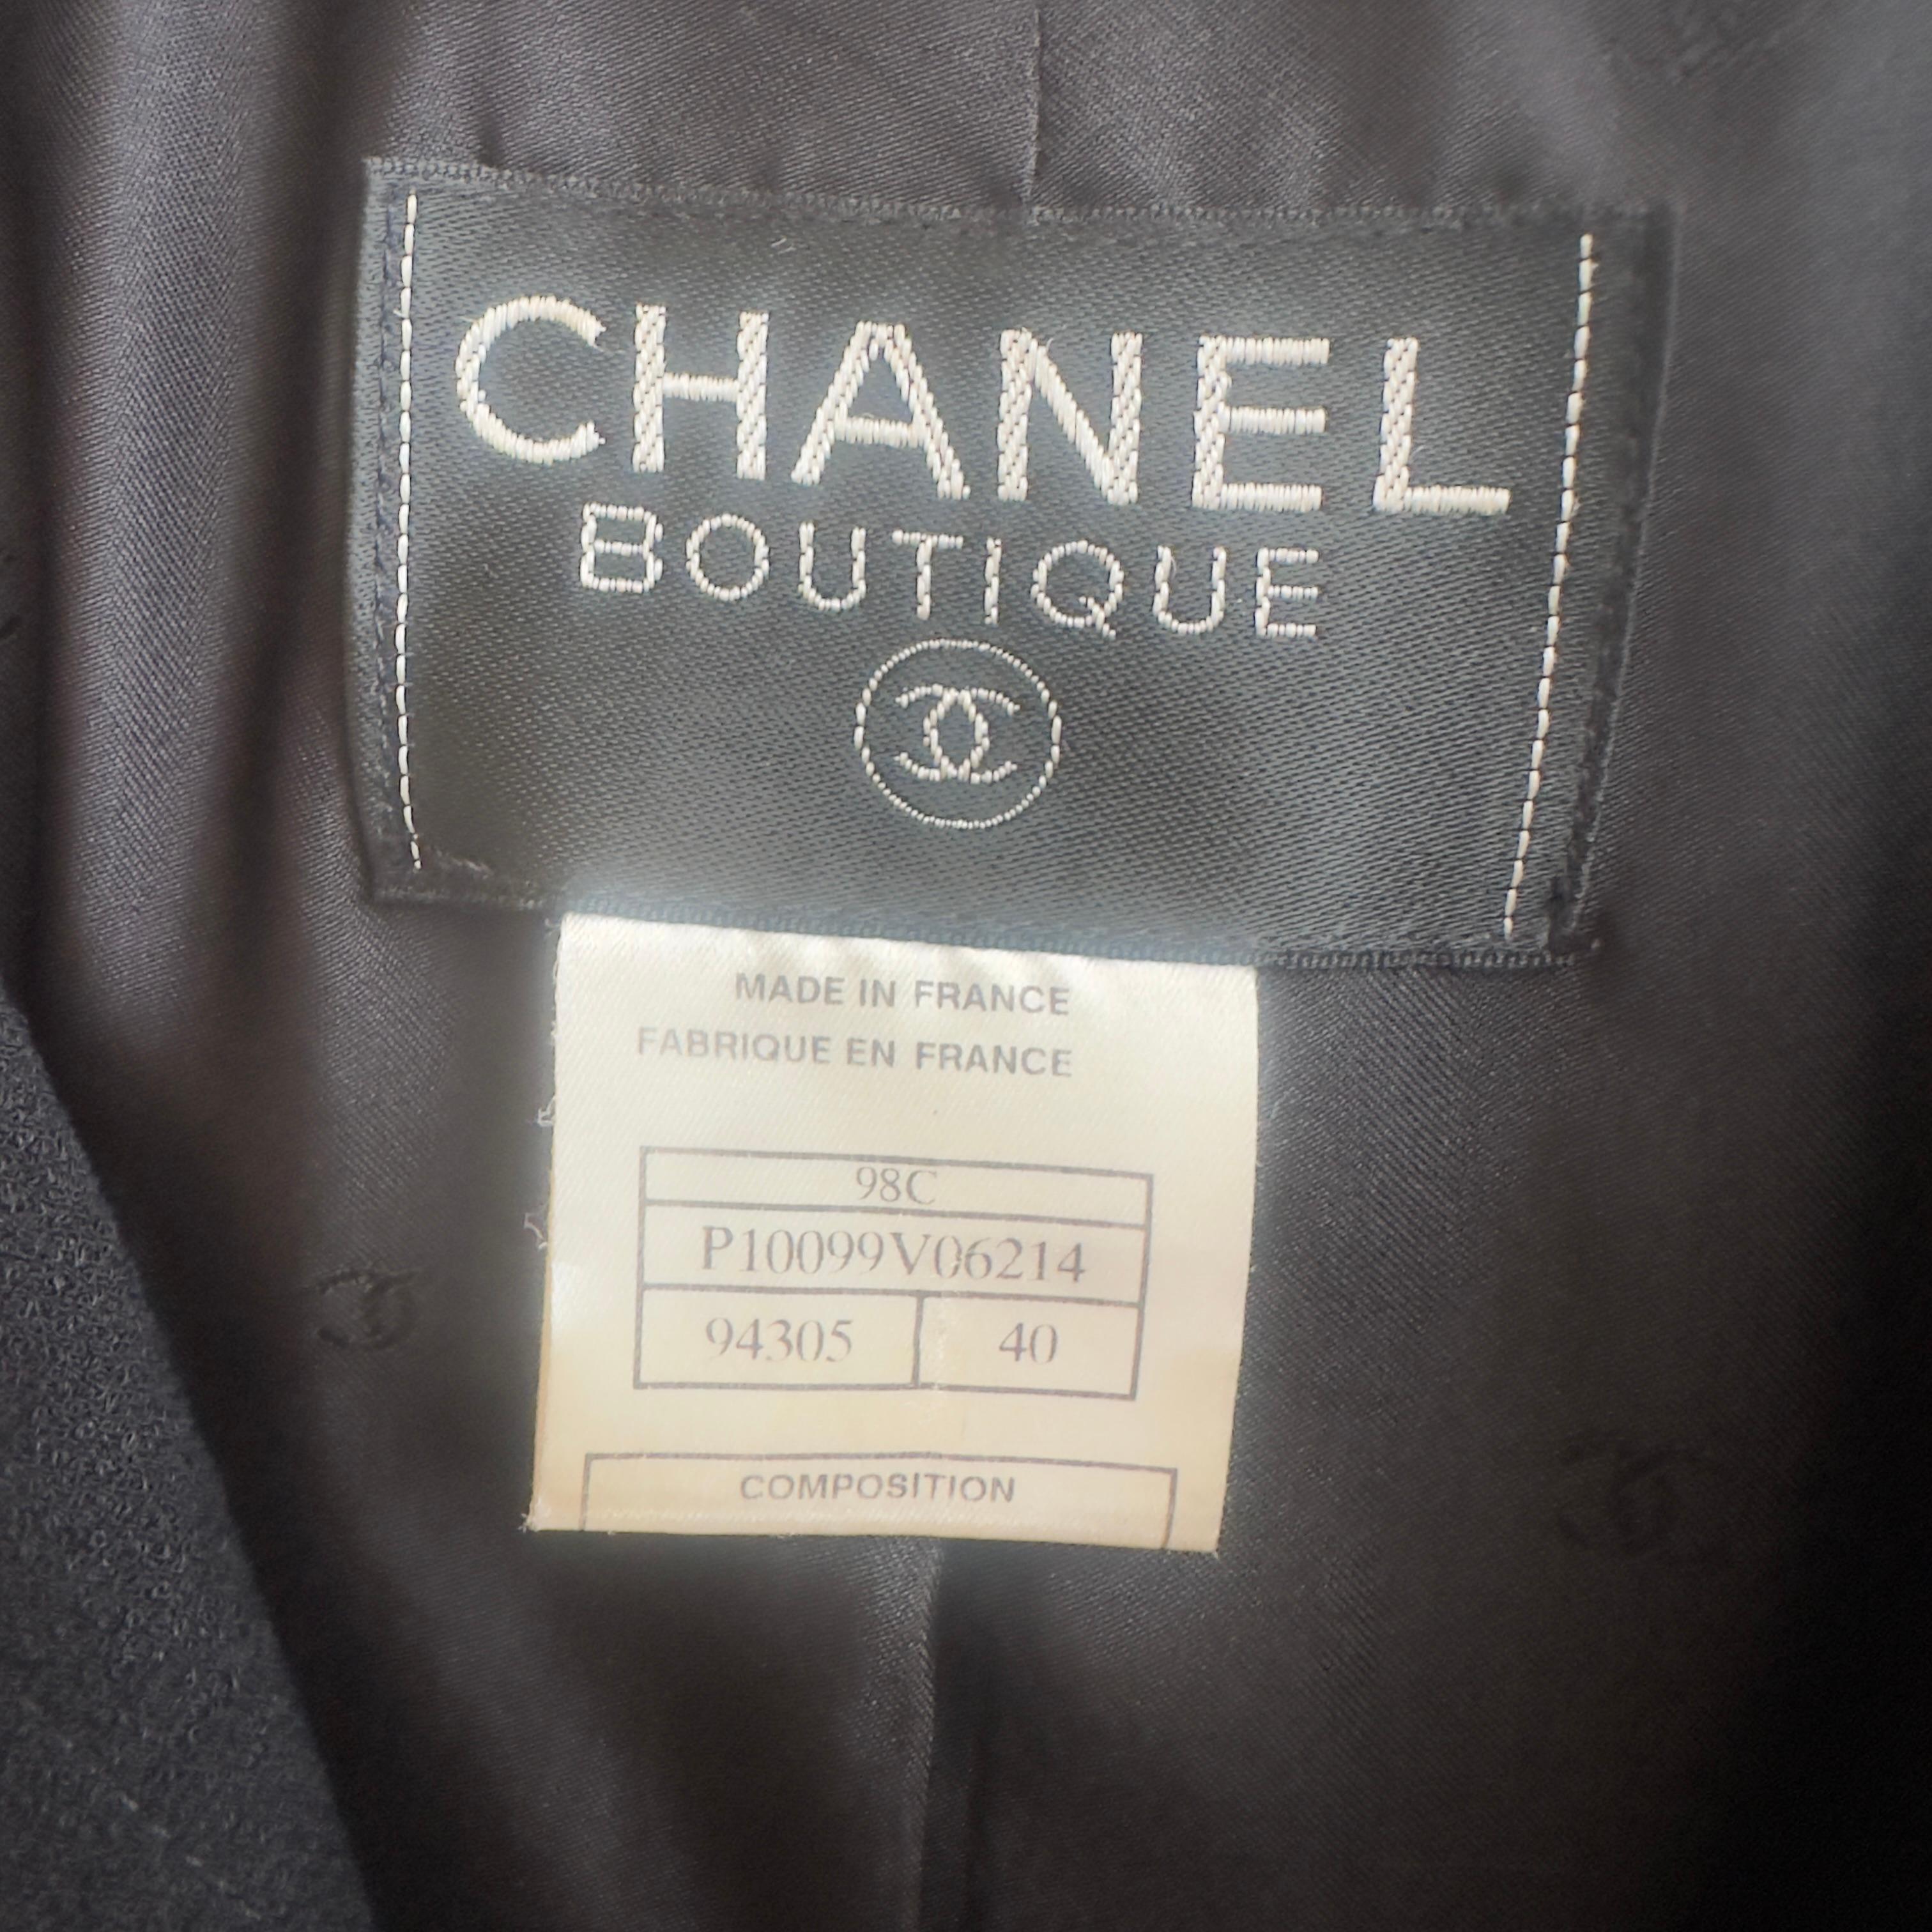 CHANEL
BOUTIQUE
MADE IN FRANCE
FABRIQUE EN FRANCE
98C
P10099V06214
94305 40
COMPOSITION